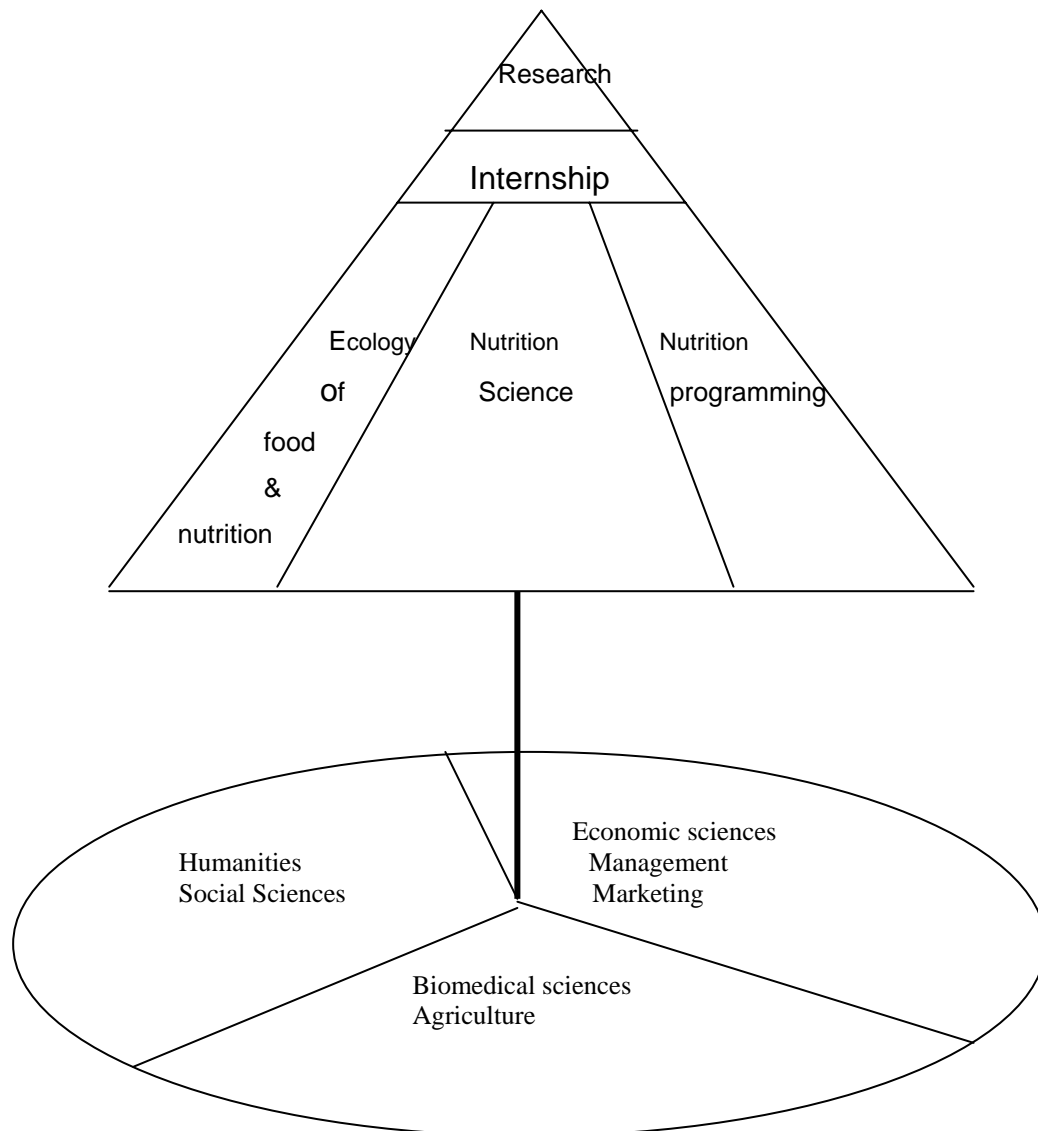 Research
Internship
Ecology
of
food
&
nutrition
Nutrition
Science
Nutrition
programming
Humanities
Social Sciences
Economic sciences
Management
Marketing
Biomedical sciences
Agriculture